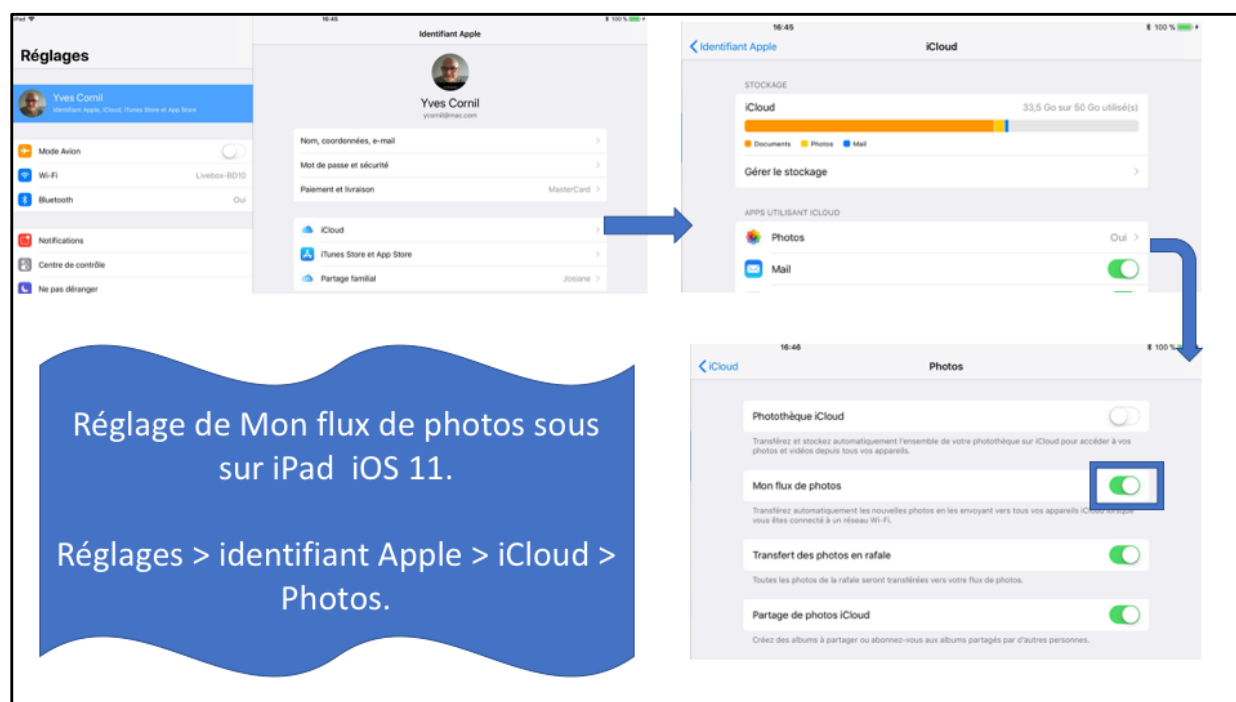 iPad
16:45
100 %
Réglages
Yves Cornil
Identifiant Apple, iCloud, iTunes Store et App Store
Mode Avion
Wi-Fi Livebox-BD10
Bluetooth Oui
Notifications
Centre de contrôle
Ne pas déranger
Identifiant Apple
Yves Cornil
ycornil@mac.com
Nom, coordonnées, e-mail
Mot de passe et sécurité
Paiement et livraison MasterCard
iCloud
iTunes Store et App Store
Partage familial Josiane
16:45
100 %
Identifiant Apple iCloud
STOCKAGE
iCloud 33,5 Go sur 50 Go utilisé(s)
Documents Photos Mail
Gérer le stockage
APPS UTILISANT ICLOUD
Photos Oui
Mail
Réglage de Mon flux de photos sous
sur iPad iOS 11.
Réglages > identifiant Apple > iCloud >
Photos.
16:46
100 %
iCloud Photos
Photothèque iCloud
Transférez et stockez automatiquement l'ensemble de votre photothèque sur iCloud pour accéder à vos
photos et vidéos depuis tous vos appareils.
Mon flux de photos
Transférez automatiquement les nouvelles photos en les envoyant vers tous vos appareils iCloud lorsque
vous êtes connecté à un réseau Wi-Fi.
Transfert des photos en rafale
Toutes les photos de la rafale seront transférées vers votre flux de photos.
Partage de photos iCloud
Créez des albums à partager ou abonnez-vous aux albums partagés par d'autres personnes.